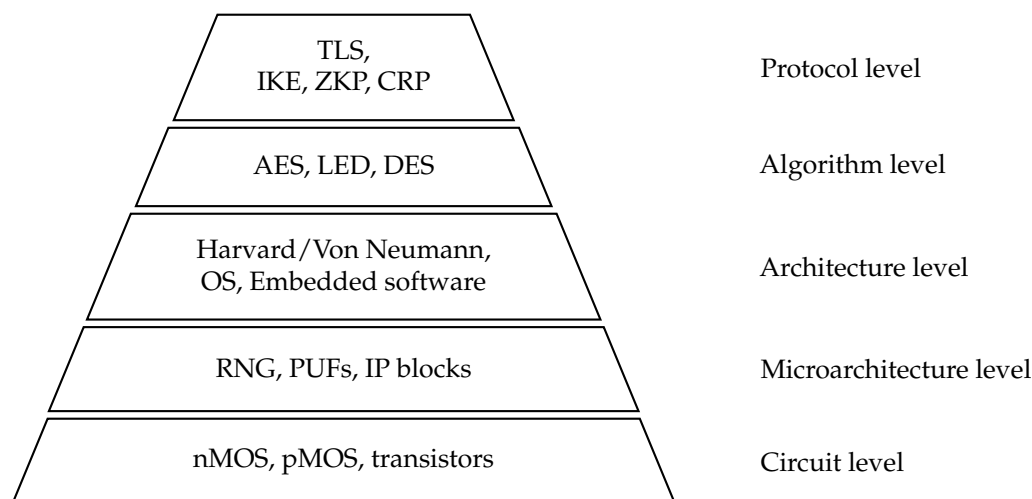 TLS,
IKE, ZKP, CRP
Protocol level
AES, LED, DES
Algorithm level
Harvard/Von Neumann,
OS, Embedded software
Architecture level
RNG, PUFs, IP blocks
Microarchitecture level
nMOS, pMOS, transistors
Circuit level